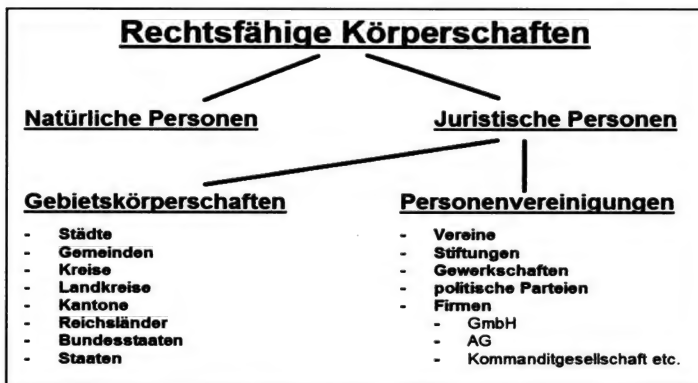 Rechtsfähige Körperschaften
Natürliche Personen
Juristische Personen
Gebietskörperschaften
- Städte
- Gemeinden
- Kreise
- Landkreise
- Kantone
- Reichsländer
- Bundesstaaten
- Staaten
Personenvereinigungen
- Vereine
- Stiftungen
- Gewerkschaften
- politische Parteien
- Firmen
- GmbH
- AG
- Kommanditgesellschaft etc.